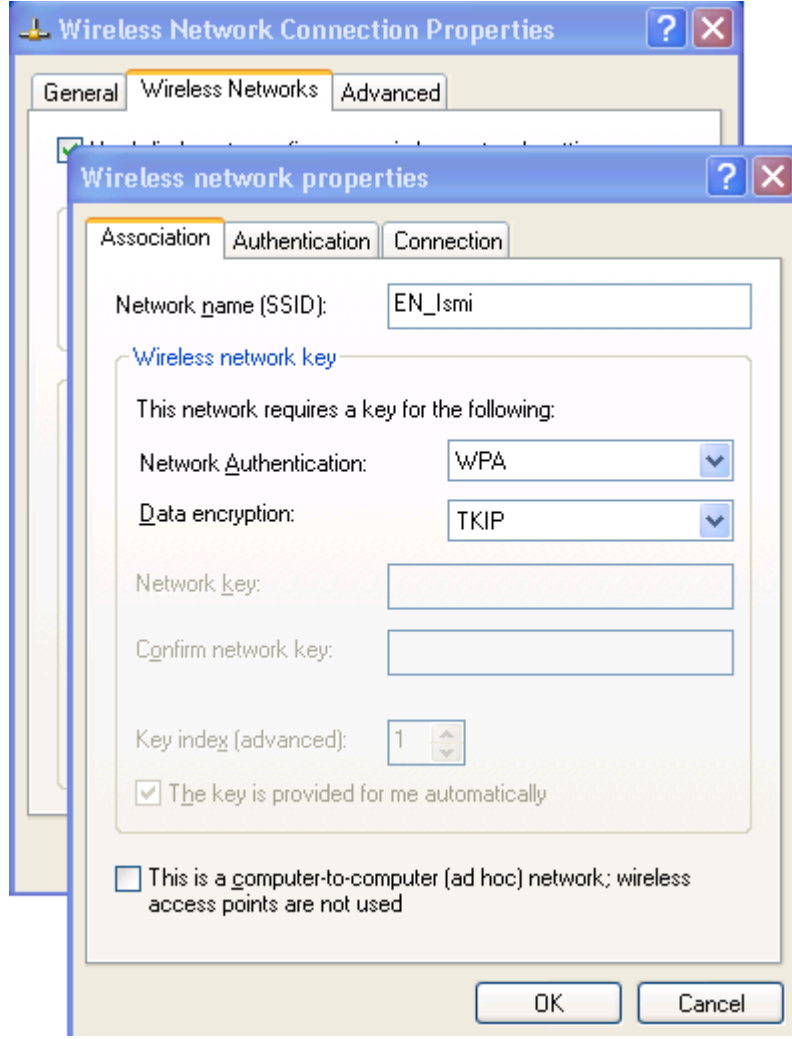 Wireless Network Connection Properties
General Wireless Networks Advanced
Wireless network properties
Association Authentication Connection
Network name (SSID): EN_Ismi
Wireless network key
This network requires a key for the following:
Network Authentication: WPA
Data encryption: TKIP
Network key:
Confirm network key:
Key index (advanced): 1
The key is provided for me automatically
This is a computer-to-computer (ad hoc) network; wireless
access points are not used
OK Cancel